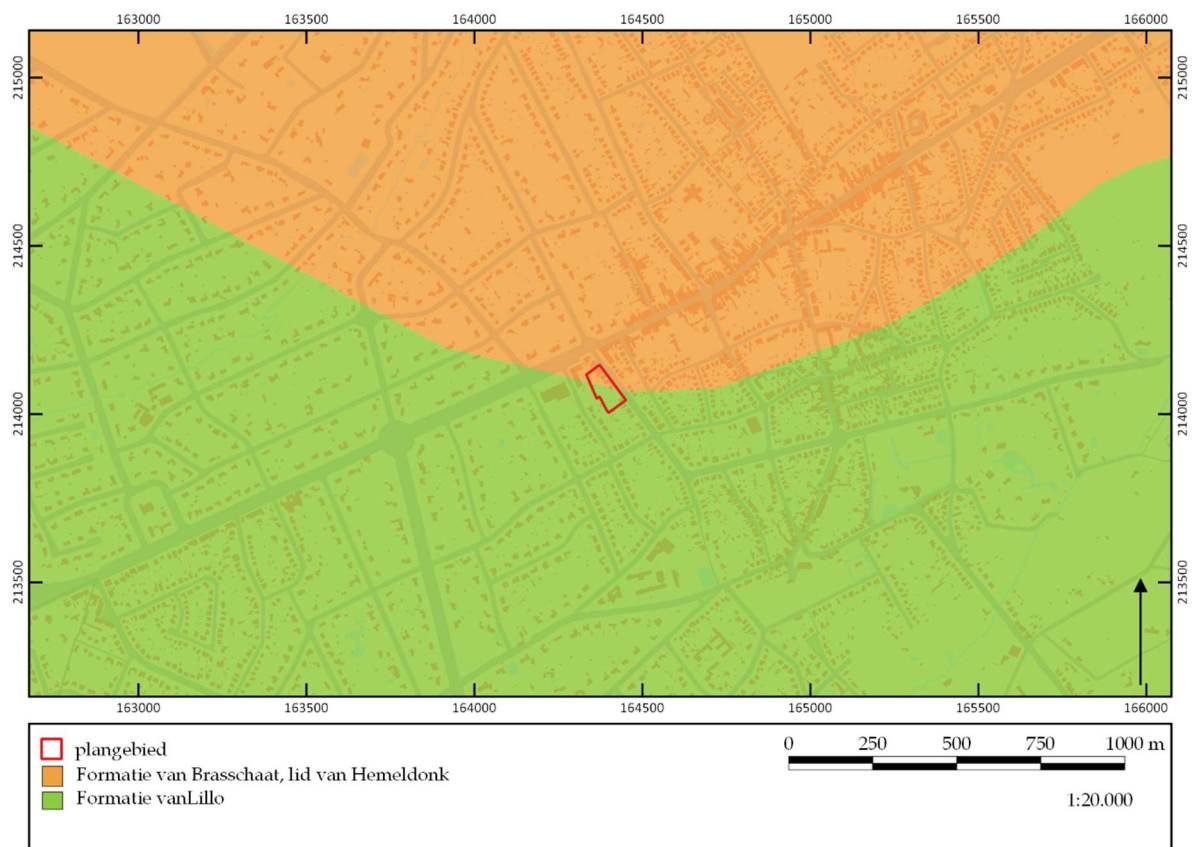 163000 163500 164000 164500 165000 165500 166000
215000 215000
214500 214500
214000 214000
213500 213500
163000 163500 164000 164500 165000 165500 166000
plangebied
Formatie van Brasschaat, lid van Hemeldonk
Formatie vanLillo
0 250 500 750 1000 m
1:20.000